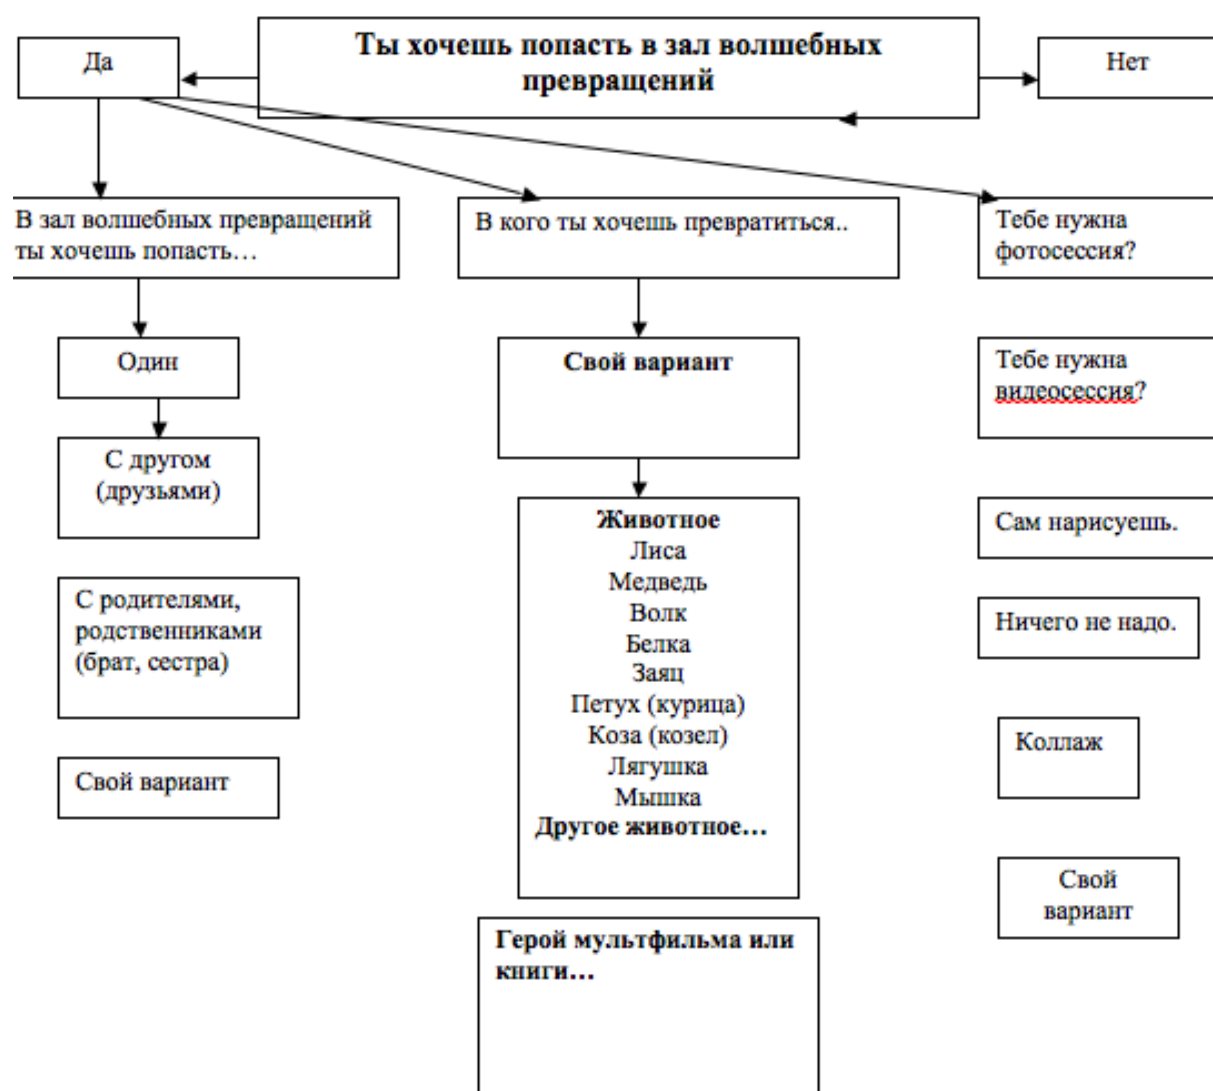 Ты хочешь попасть в зал волшебных
превращений
Да
Нет
В зал волшебных превращений
ты хочешь попасть…
В кого ты хочешь превратиться..
Тебе нужна
фотосессия?
Один
С другом
(друзьями)
С родителями,
родственниками
(брат, сестра)
Свой вариант
Свой вариант
Животное
Лиса
Медведь
Волк
Белка
Заяц
Петух (курица)
Коза (козел)
Лягушка
Мышка
Другое животное…
Герой мультфильма или
книги…
Тебе нужна
видеосессия?
Сам нарисуешь.
Ничего не надо.
Коллаж
Свой
вариант